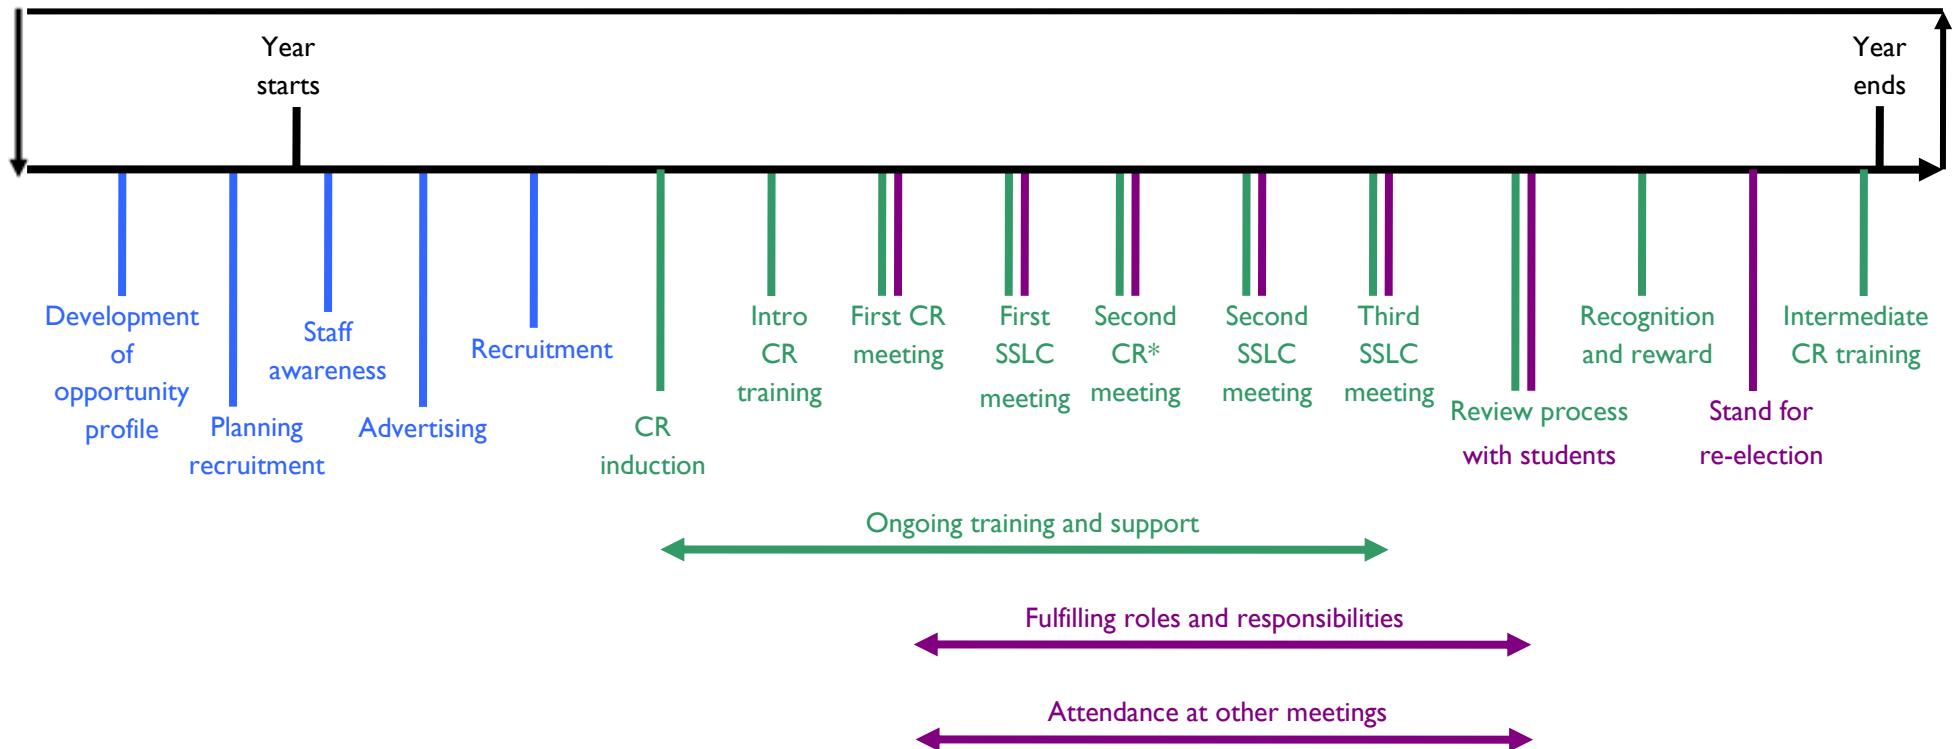 Year
starts
Year
ends
Development
of
opportunity
profile
Planning
recruitment
Staff
awareness
Advertising
Recruitment
CR
induction
Intro
CR
training
First CR
meeting
First
SSLC
meeting
Second
CR*
meeting
Second
SSLC
meeting
Third
SSLC
meeting
Review process
with students
Recognition
and reward
Stand for
re-election
Intermediate
CR training
Ongoing training and support
Fulfilling roles and responsibilities
Attendance at other meetings